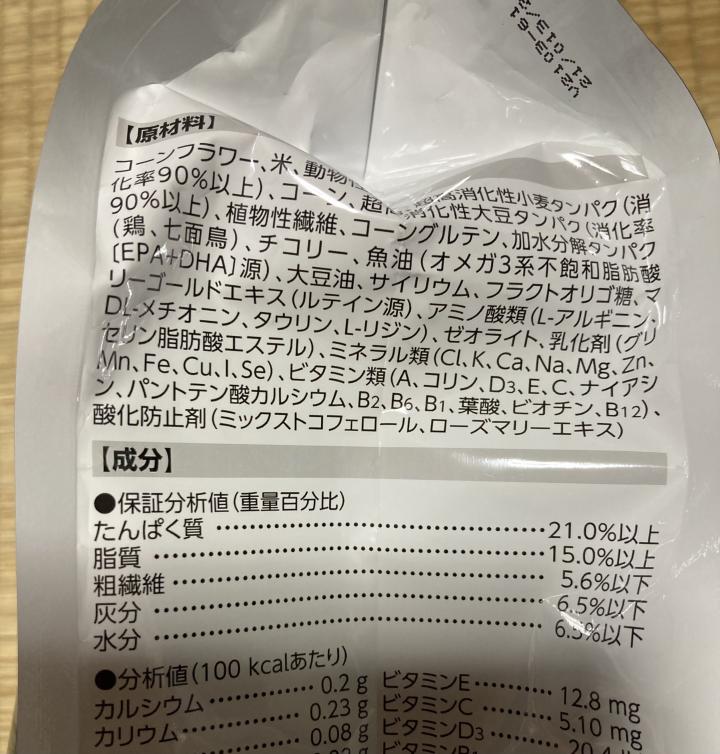 【原材料】
コーンフラワー、米、動物 超高消化性小麦タンパク(消
化率90%以上)、コーン、超 消化性大豆タンパク(消化率
90%以上)、植物性繊維、コーングルテン、加水分解タンパク
(鶏、七面鳥)、チコリー、魚油(オメガ3系不飽和脂肪酸
〔EPA+DHA〕源)、大豆油、サイリウム、フラクトオリゴ糖、マ
リーゴールドエキス(ルテイン源)、アミノ酸類(L-アルギニン、
DL-メチオニン、タウリン、L-リジン)、ゼオライト、乳化剤(グリ
セリン脂肪酸エステル)、ミネラル類(Cl、K、Ca、Na、Mg、Zn、
Mn、Fe、Cu、I、Se)、ビタミン類(A、コリン、D3、E、C、ナイアシ
ン、パントテン酸カルシウム、B2、B6、B1、葉酸、ビオチン、B12)、
酸化防止剤(ミックストコフェロール、ローズマリーエキス)
【成分】
●保証分析値(重量百分比)
たんぱく質 21.0%以上
脂質 15.0%以上
粗繊維 5.6%以下
灰分 6.5%以下
水分 6.5%以下
●分析値(100 kcalあたり)
カルシウム 0.2 g
カリウム 0.23 g
0.08 g
ビタミンE 12.8 mg
ビタミンC 5.10 mg
ビタミンD3